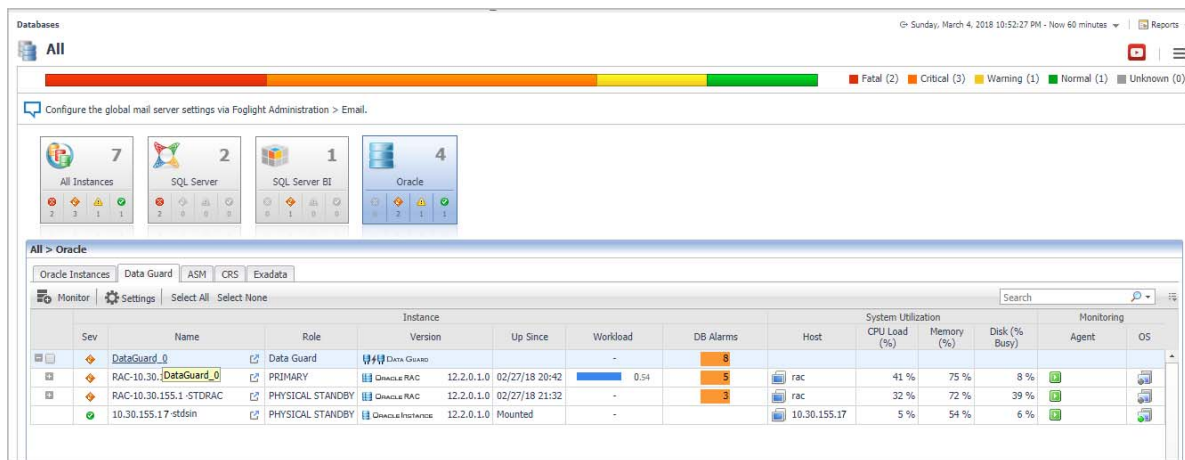 Databases
Sunday, March 4, 2018 10:52:27 PM - Now 60 minutes
Reports
All
Fatal (2) Critical (3) Warning (1) Normal (1) Unknown (0)
Configure the global mail server settings via Foglight Administration > Email.
7 2 1 4
All Instances SQL Server SQL Server BI Oracle
2 3 1 1 2 0 0 0 0 1 0 0 0 2 1 1
All > Oracle
Oracle Instances Data Guard ASM CRS Exadata
Monitor Settings Select All Select None Search
Instance System Utilization Monitoring
Sev Name Role Version Up Since Workload DB Alarms Host CPU Load (%) Memory (%) Disk (% Busy) Agent OS
DataGuard_0 Data Guard DATA GUARD - 8
RAC-10.30. PRIMARY ORACLE RAC 12.2.0.1.0 02/27/18 20:42 0.54 5 rac 41 % 75 % 8 %
DataGuard_0
RAC-10.30.155.1-STDRAC PHYSICAL STANDBY ORACLE RAC 12.2.0.1.0 02/27/18 21:32 - 3 rac 32 % 72 % 39 %
10.30.155.17-stdsin PHYSICAL STANDBY ORACLE INSTANCE 12.2.0.1.0 Mounted - 10.30.155.17 5 % 54 % 6 %